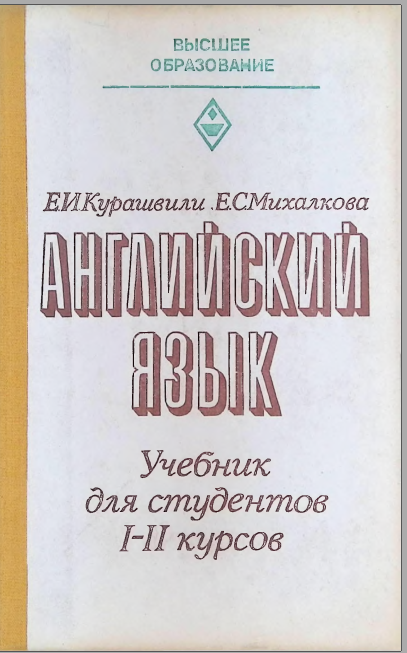 ВЫСШЕЕ
ОБРАЗОВАНИЕ
Е.И.Курашвили Е.С.Михалкова
АНГЛИЙСКИЙ
ЯЗЫК
Учебник
для студентов
I-II курсов